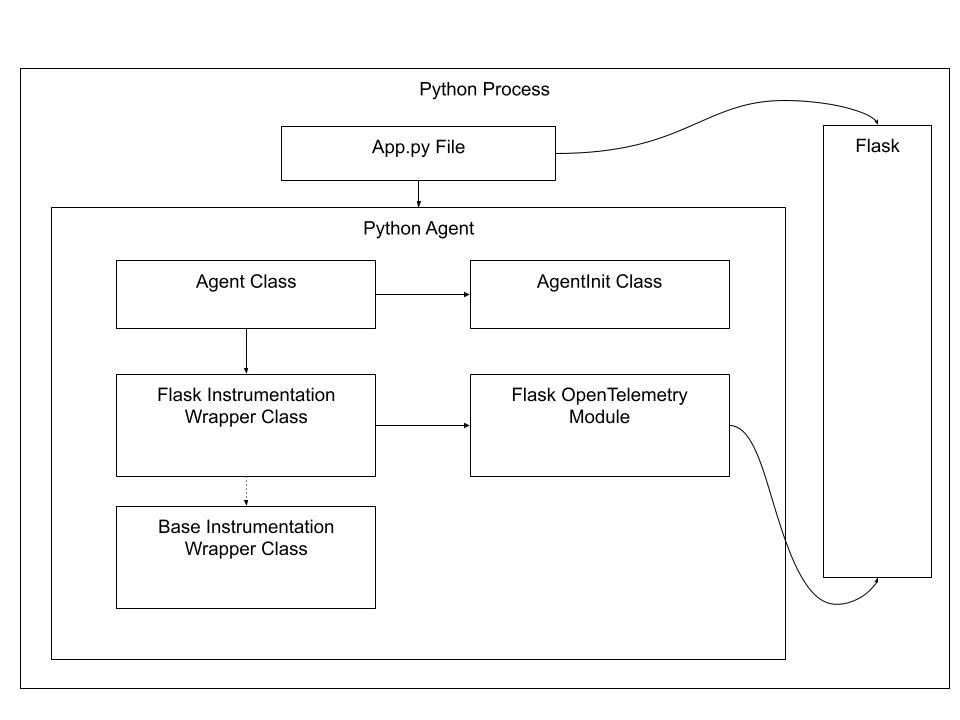 Python Process
App.py File
Flask
Python Agent
Agent Class
AgentInit Class
Flask Instrumentation
Wrapper Class
Flask OpenTelemetry
Module
Base Instrumentation
Wrapper Class